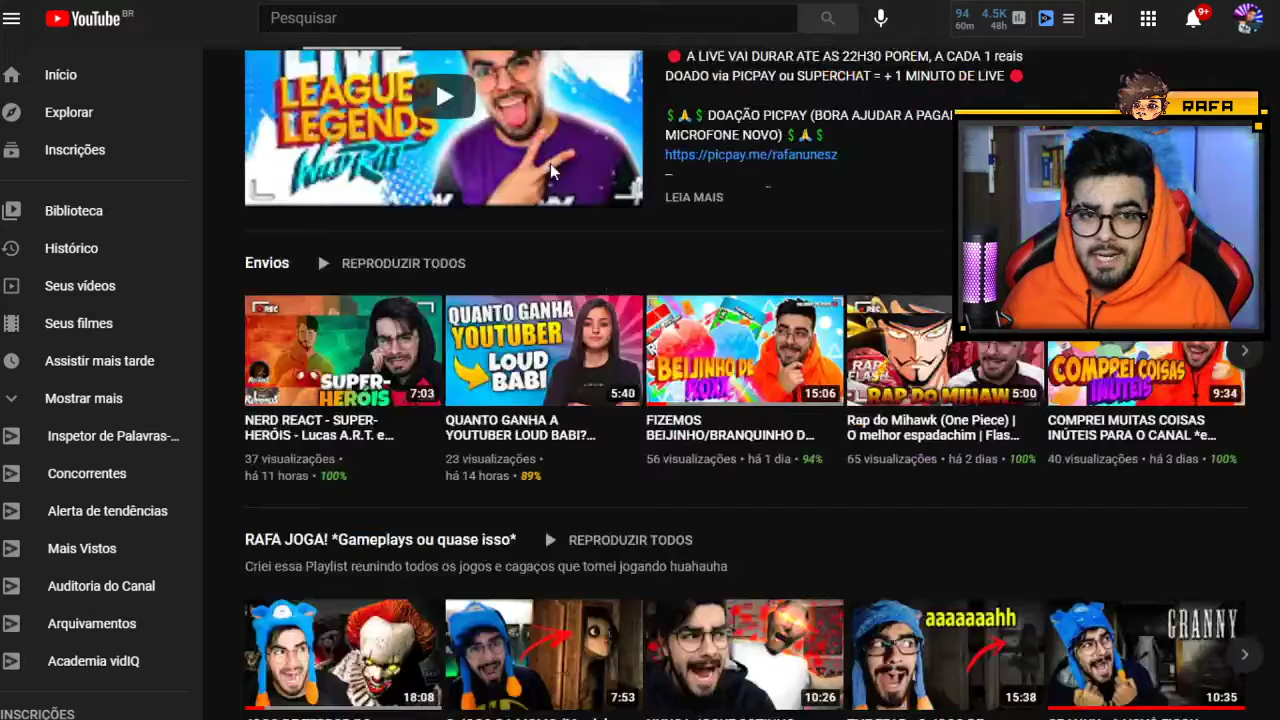 YouTube BR
Pesquisar
94
60m
4.5K
48h
9+
Início
Explorar
Inscrições
Biblioteca
Histórico
Seus vídeos
Seus filmes
Assistir mais tarde
Mostrar mais
Inspetor de Palavras-...
Concorrentes
Alerta de tendências
Mais Vistos
Auditoria do Canal
Arquivamentos
Academia vidIQ
INSCRIÇÕES
LIVE
LEAGUE OF
LEGENDS
🔴 A LIVE VAI DURAR ATE AS 22H30 POREM, A CADA 1 reais
DOADO via PICPAY ou SUPERCHAT = + 1 MINUTO DE LIVE 🔴
💲🙏💲 DOAÇÃO PICPAY (BORA AJUDAR A PAGAR
MICROFONE NOVO) 💲🙏💲
https://picpay.me/rafanunesz
–
LEIA MAIS
RAFA
Envios
REPRODUZIR TODOS
REC
SUPER-
HERÓIS
7:03
NERD REACT - SUPER-
HERÓIS - Lucas A.R.T. e...
37 visualizações •
há 11 horas • 100%
QUANTO GANHA
YOUTUBER
LOUD
BABI
5:40
QUANTO GANHA A
YOUTUBER LOUD BABI?...
23 visualizações •
há 14 horas • 89%
REC
BEIJINHO DE
15:06
FIZEMOS
BEIJINHO/BRANQUINHO D...
56 visualizações • há 1 dia • 94%
REC
RAP
FLASH
RAP DO MIHAW
5:00
Rap do Mihawk (One Piece) |
O melhor espadachim | Flas...
65 visualizações • há 2 dias • 100%
COMPREI COISAS
INÚTEIS
9:34
COMPREI MUITAS COISAS
INÚTEIS PARA O CANAL *e...
40 visualizações • há 3 dias • 100%
RAFA JOGA! *Gameplays ou quase isso*
REPRODUZIR TODOS
Criei essa Playlist reunindo todos os jogos e cagaços que tomei jogando huahauha
18:08
7:53
10:26
aaaaaaahh
15:38
GRANNY
10:35